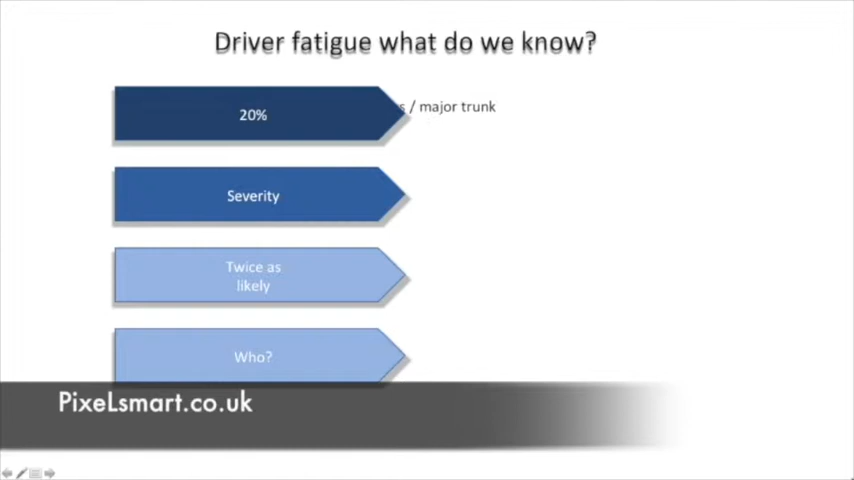 Driver fatigue what do we know?
20%
s / major trunk
Severity
Twice as
likely
Who?
PixeLsmart.co.uk